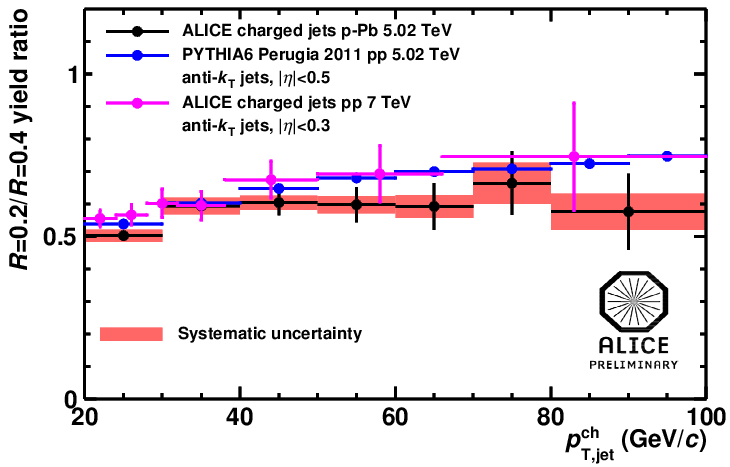 ALICE charged jets p-Pb 5.02 TeV
PYTHIA6 Perugia 2011 pp 5.02 TeV
anti-kT jets, |η|<0.5
ALICE charged jets pp 7 TeV
anti-kT jets, |η|<0.3
R=0.2/R=0.4 yield ratio
1
0.5
0
Systematic uncertainty
ALICE
PRELIMINARY
20 40 60 80 100
p ch T,jet (GeV/c)